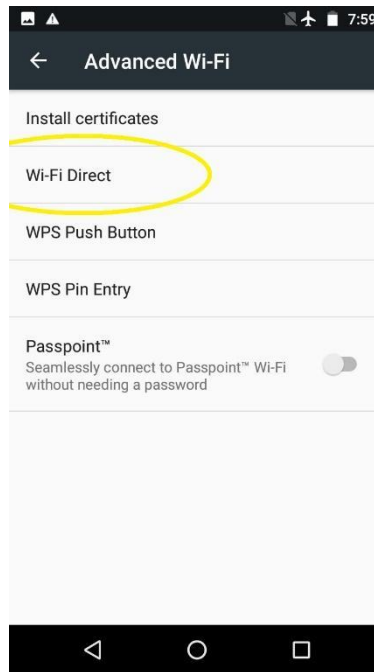 7:59
Advanced Wi-Fi
Install certificates
Wi-Fi Direct
WPS Push Button
WPS Pin Entry
Passpoint™
Seamlessly connect to Passpoint™ Wi-Fi
without needing a password